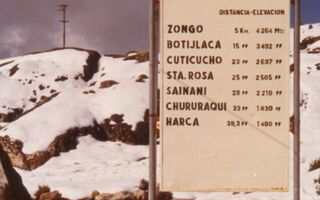 DISTANCIA-ELEVACION
ZONGO 5 Km. 4264 Mts
BOTIJLACA 15 " 3492 "
CUTICUCHO 23 " 2697 "
STA. ROSA 25 " 2505 "
SAINANI 28 " 2210 "
CHURURAQUI 33 " 1830 "
HARCA 39,3 " 1480 "